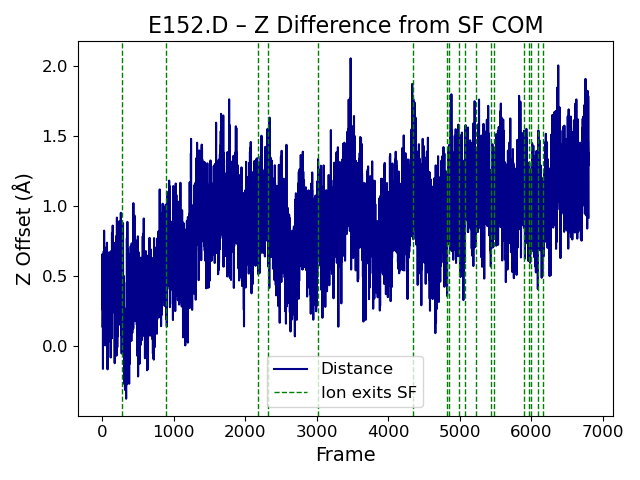 E152.D – Z Difference from SF COM
Z Offset (Å)
2.0
1.5
1.0
0.5
0.0
Distance
Ion exits SF
0 1000 2000 3000 4000 5000 6000 7000
Frame